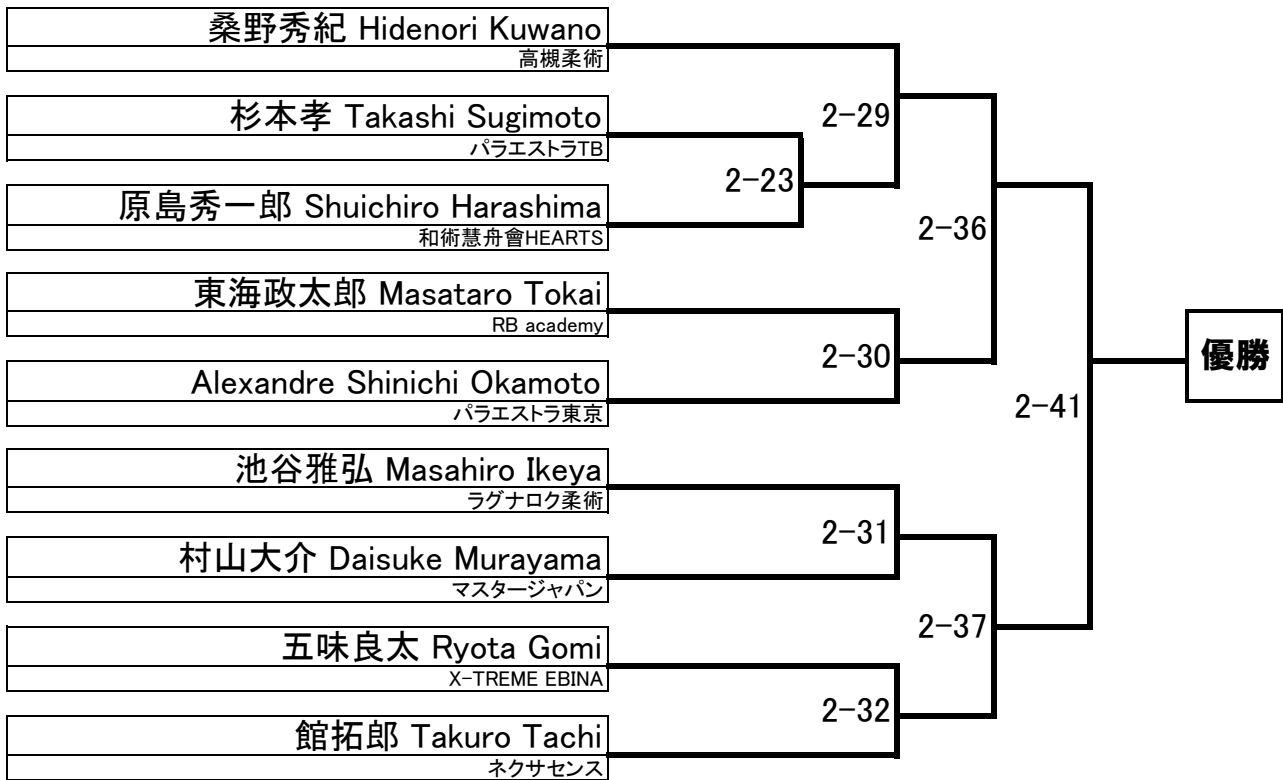 桑野秀紀 Hidenori Kuwano
高槻柔術
杉本孝 Takashi Sugimoto
パラエストラTB
原島秀一郎 Shuichiro Harashima
和術慧舟會HEARTS
東海政太郎 Masataro Tokai
RB academy
Alexandre Shinichi Okamoto
パラエストラ東京
池谷雅弘 Masahiro Ikeya
ラグナロク柔術
村山大介 Daisuke Murayama
マスタージャパン
五味良太 Ryota Gomi
X-TREME EBINA
館拓郎 Takuro Tachi
ネクサセンス
2-23
2-29
2-30
2-31
2-32
2-36
2-37
2-41
優勝